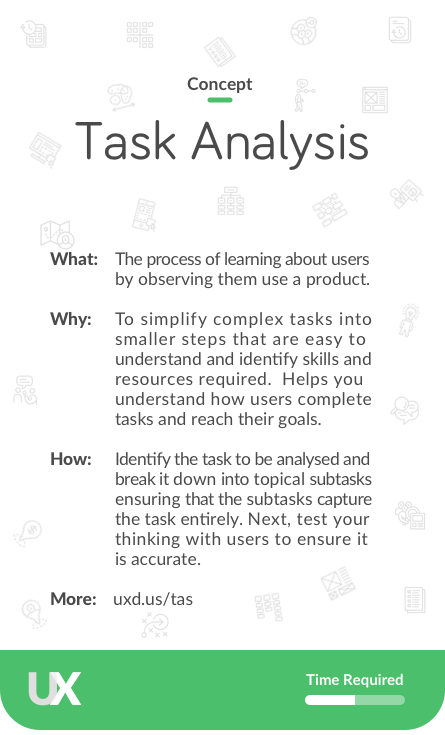 Concept
Task Analysis
What: The process of learning about users
by observing them use a product.
Why: To simplify complex tasks into
smaller steps that are easy to
understand and identify skills and
resources required. Helps you
understand how users complete
tasks and reach their goals.
How: Identify the task to be analysed and
break it down into topical subtasks
ensuring that the subtasks capture
the task entirely. Next, test your
thinking with users to ensure it
is accurate.
More: uxd.us/tas
UX
Time Required